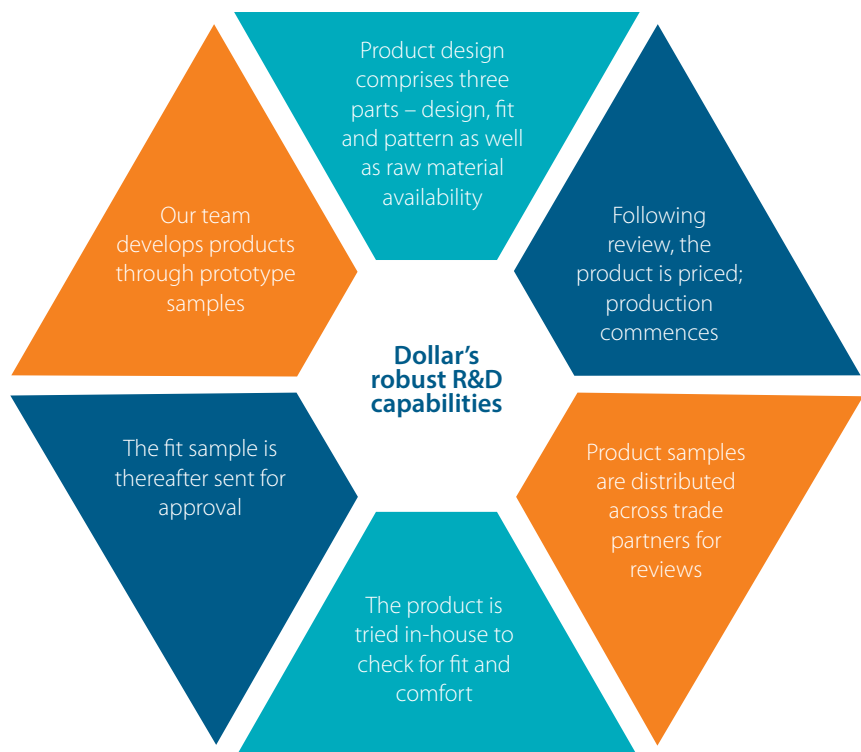 Product design
comprises three
parts – design, fit
and pattern as well
as raw material
availability
Our team
develops products
through prototype
samples
Following
review, the
product is priced;
production
commences
Dollar's
robust R&D
capabilities
The fit sample is
thereafter sent for
approval
Product samples
are distributed
across trade
partners for
reviews
The product is
tried in-house to
check for fit and
comfort